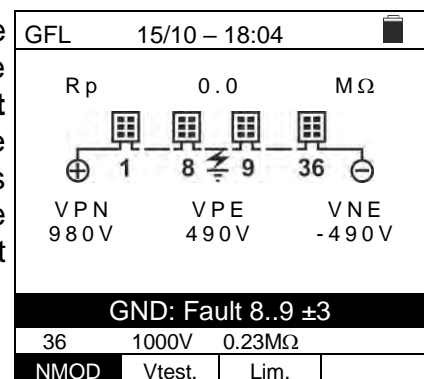 GFL 15/10 – 18:04
Rp 0.0 MΩ
1 8 9 36
VPN VPE VNE
980V 490V -490V
GND: Fault 8..9 ±3
36 1000V 0.23MΩ
NMOD Vtest. Lim.